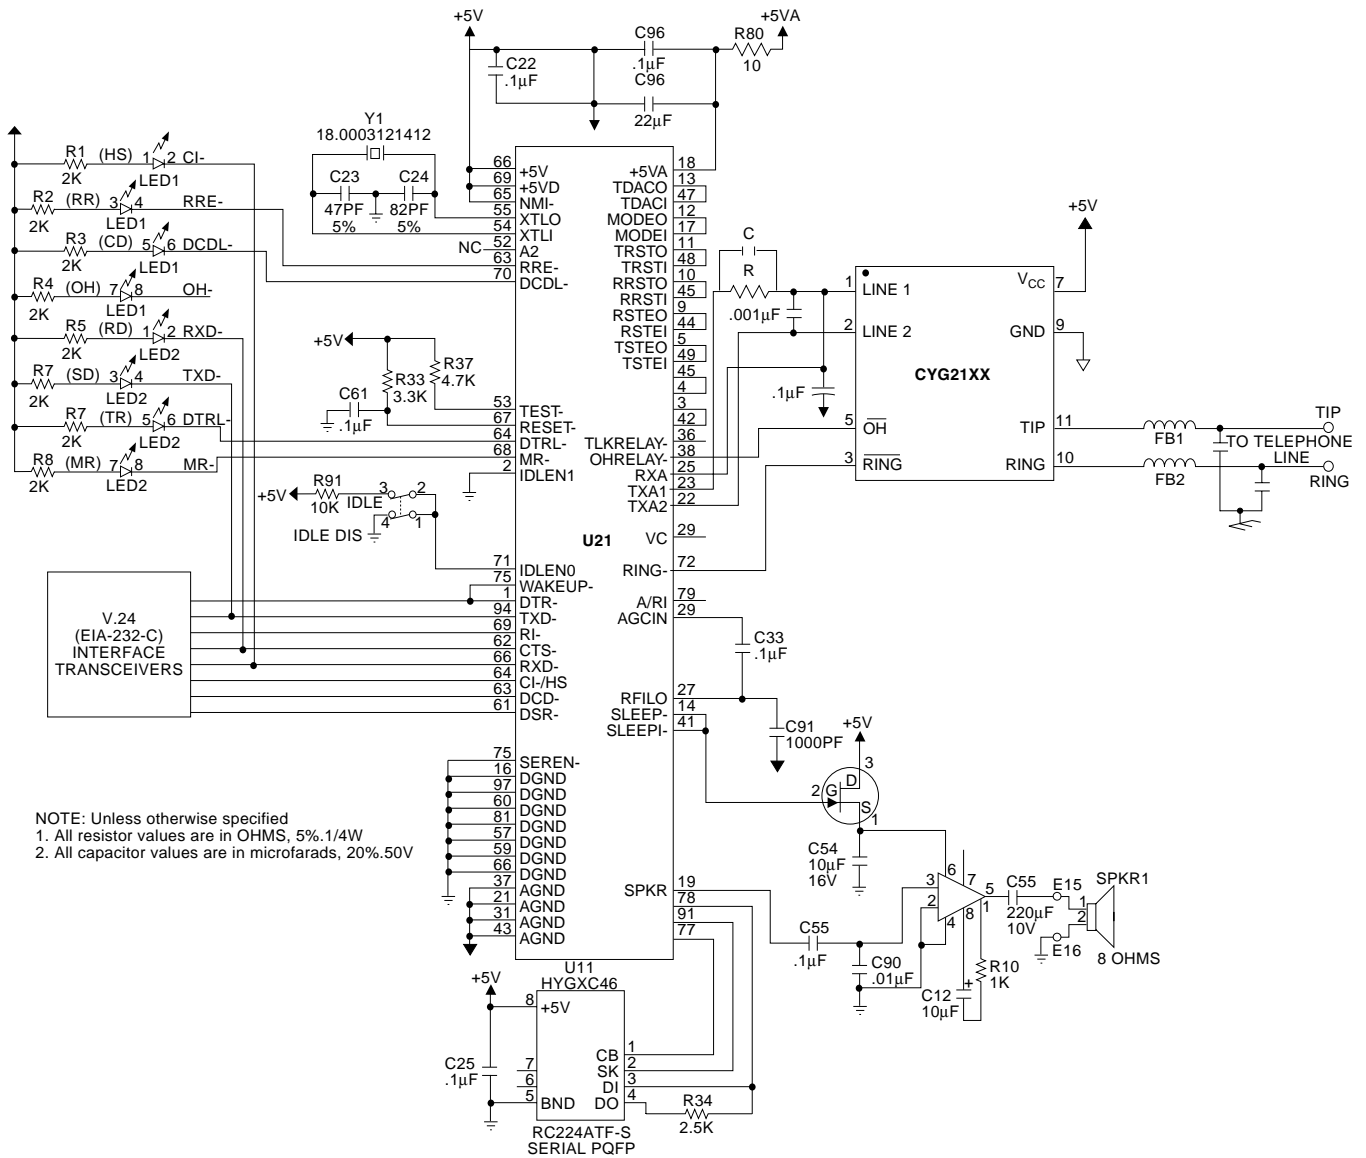 +5V
+5VA
C22
.1µF
C96
.1µF
C96
22µF
R80
10
Y1
18.0003121412
C23
47PF
5%
C24
82PF
5%
R1
2K
(HS)
1
2
CI-
LED1
R2
2K
(RR)
3
4
RRE-
LED1
R3
2K
(CD)
5
6
DCDL-
LED1
R4
2K
(OH)
7
8
OH-
LED1
R5
2K
(RD)
1
2
RXD-
LED2
R7
2K
(SD)
3
4
TXD-
LED2
R7
2K
(TR)
5
6
DTRL-
LED2
R8
2K
(MR)
7
8
MR-
LED2
66 +5V
69 +5VD
65 NMI-
55 XTLO
54 XTLI
NC 52 A2
63 RRE-
70 DCDL-
+5V
R33
3.3K
R37
4.7K
C61
.1µF
53 TEST-
67 RESET-
64 DTRL-
68 MR-
2 IDLEN1
+5V
R91
10K
IDLE
3
2
4
1
IDLE DIS
71 IDLEN0
75 WAKEUP-
1 DTR-
94 TXD-
69 RI-
62 CTS-
66 RXD-
64 CI-/HS
63 DCD-
61 DSR-
V.24
(EIA-232-C)
INTERFACE
TRANSCEIVERS
75 SEREN-
16 DGND
97 DGND
60 DGND
81 DGND
57 DGND
59 DGND
66 DGND
37 AGND
21 AGND
31 AGND
43 AGND
U21
+5VA 18
TDACO 13
TDACI 47
MODEO 12
MODEI 17
TRSTO 11
TRSTI 48
RRSTO 10
RRSTI 45
RSTEO 9
RSTEI 44
TSTEO 5
TSTEI 49
45
4
3
42
TLKRELAY- 36
OHRELAY- 38
RXA 25
TXA1 23
TXA2 22
VC 29
RING- 72
A/RI 79
AGCIN 29
RFILO 27
SLEEP- 14
SLEEPI- 41
SPKR 19
78
91
77
C
R
.001µF
.1µF
1 LINE 1
2 LINE 2
5 OH
3 RING
CYG21XX
VCC 7
GND 9
TIP 11
RING 10
+5V
FB1
FB2
TIP
TO TELEPHONE
LINE
RING
C33
.1µF
C91
1000PF
+5V
3
D
2
G
S
1
C54
10µF
16V
3
2
6
7
5
4
8
1
C55
220µF
10V
E15
E16
1
2
SPKR1
8 OHMS
C55
.1µF
C90
.01µF
C12
+
10µF
R10
1K
NOTE: Unless otherwise specified
1. All resistor values are in OHMS, 5%.1/4W
2. All capacitor values are in microfarads, 20%.50V
U11
HYGXC46
+5V
8 +5V
C25
.1µF
7
6
5 BND
CB 1
SK 2
DI 3
DO 4
R34
2.5K
RC224ATF-S
SERIAL PQFP